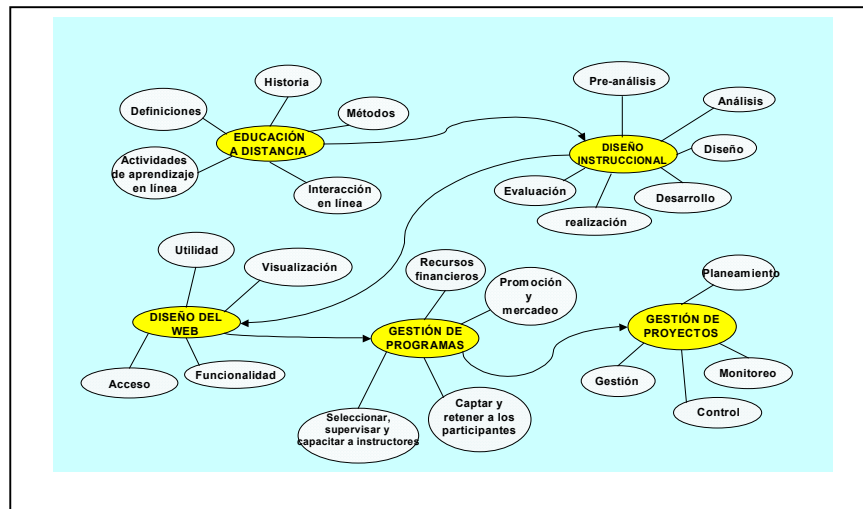 Historia
Definiciones
Métodos
EDUCACIÓN
A DISTANCIA
Actividades
de aprendizaje
en línea
Interacción
en línea
Pre-análisis
Análisis
DISEÑO
INSTRUCCIONAL
Diseño
Evaluación
Desarrollo
realización
Utilidad
Visualización
DISEÑO DEL
WEB
Acceso
Funcionalidad
Recursos
financieros
Promoción
y
mercadeo
GESTIÓN DE
PROGRAMAS
Seleccionar,
supervisar y
capacitar a instructores
Captar y
retener a los
participantes
Planeamiento
GESTIÓN DE
PROYECTOS
Gestión
Monitoreo
Control